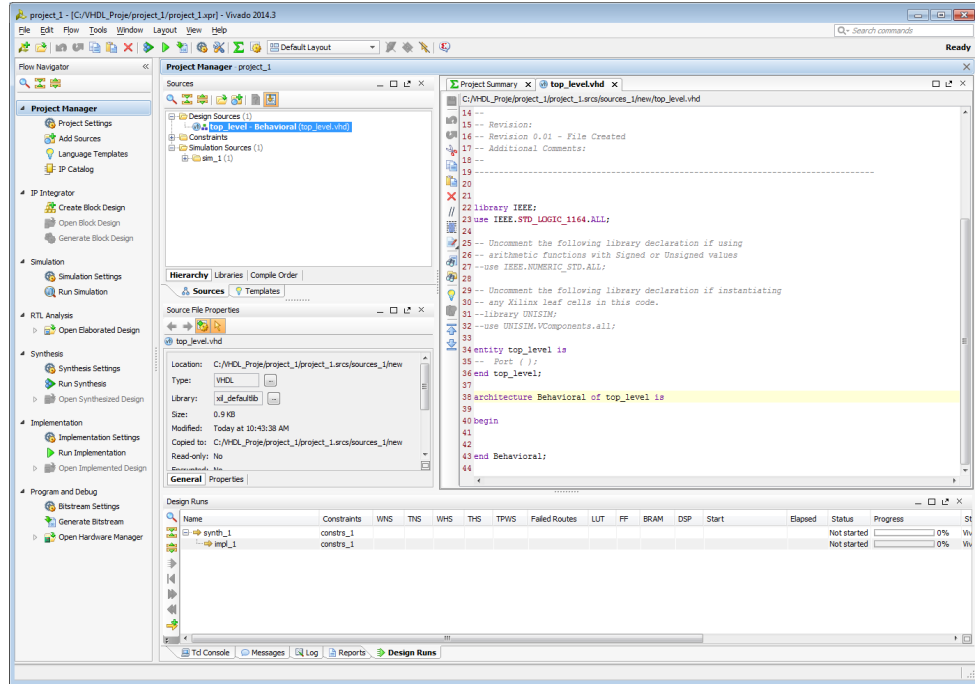 project_1 - [C:/VHDL_Proje/project_1/project_1.xpr] - Vivado 2014.3
File Edit Flow Tools Window Layout View Help
Search commands
Default Layout
Ready
Flow Navigator
Project Manager
Project Settings
Add Sources
Language Templates
IP Catalog
IP Integrator
Create Block Design
Open Block Design
Generate Block Design
Simulation
Simulation Settings
Run Simulation
RTL Analysis
Open Elaborated Design
Synthesis
Synthesis Settings
Run Synthesis
Open Synthesized Design
Implementation
Implementation Settings
Run Implementation
Open Implemented Design
Program and Debug
Bitstream Settings
Generate Bitstream
Open Hardware Manager
Project Manager - project_1
Sources
Design Sources (1)
top_level - Behavioral (top_level.vhd)
Constraints
Simulation Sources (1)
sim_1 (1)
Hierarchy Libraries Compile Order
Sources Templates
Source File Properties
top_level.vhd
Location: C:/VHDL_Proje/project_1/project_1.srcs/sources_1/new
Type: VHDL
Library: xil_defaultlib
Size: 0.9 KB
Modified: Today at 10:43:38 AM
Copied to: C:/VHDL_Proje/project_1/project_1.srcs/sources_1/new
Read-only: No
Encrypted: No
General Properties
Project Summary top_level.vhd
C:/VHDL_Proje/project_1/project_1.srcs/sources_1/new/top_level.vhd
14 --
15 -- Revision:
16 -- Revision 0.01 - File Created
17 -- Additional Comments:
18 --
19 ----------------------------------------------------------------------------------
20
21
22 library IEEE;
23 use IEEE.STD_LOGIC_1164.ALL;
24
25 -- Uncomment the following library declaration if using
26 -- arithmetic functions with Signed or Unsigned values
27 --use IEEE.NUMERIC_STD.ALL;
28
29 -- Uncomment the following library declaration if instantiating
30 -- any Xilinx leaf cells in this code.
31 --library UNISIM;
32 --use UNISIM.VComponents.all;
33
34 entity top_level is
35 -- Port ( );
36 end top_level;
37
38 architecture Behavioral of top_level is
39
40 begin
41
42
43 end Behavioral;
44
Design Runs
Name Constraints WNS TNS WHS THS TPWS Failed Routes LUT FF BRAM DSP Start Elapsed Status Progress St
synth_1 constrs_1 Not started 0% Viv
impl_1 constrs_1 Not started 0% Viv
Tcl Console Messages Log Reports Design Runs